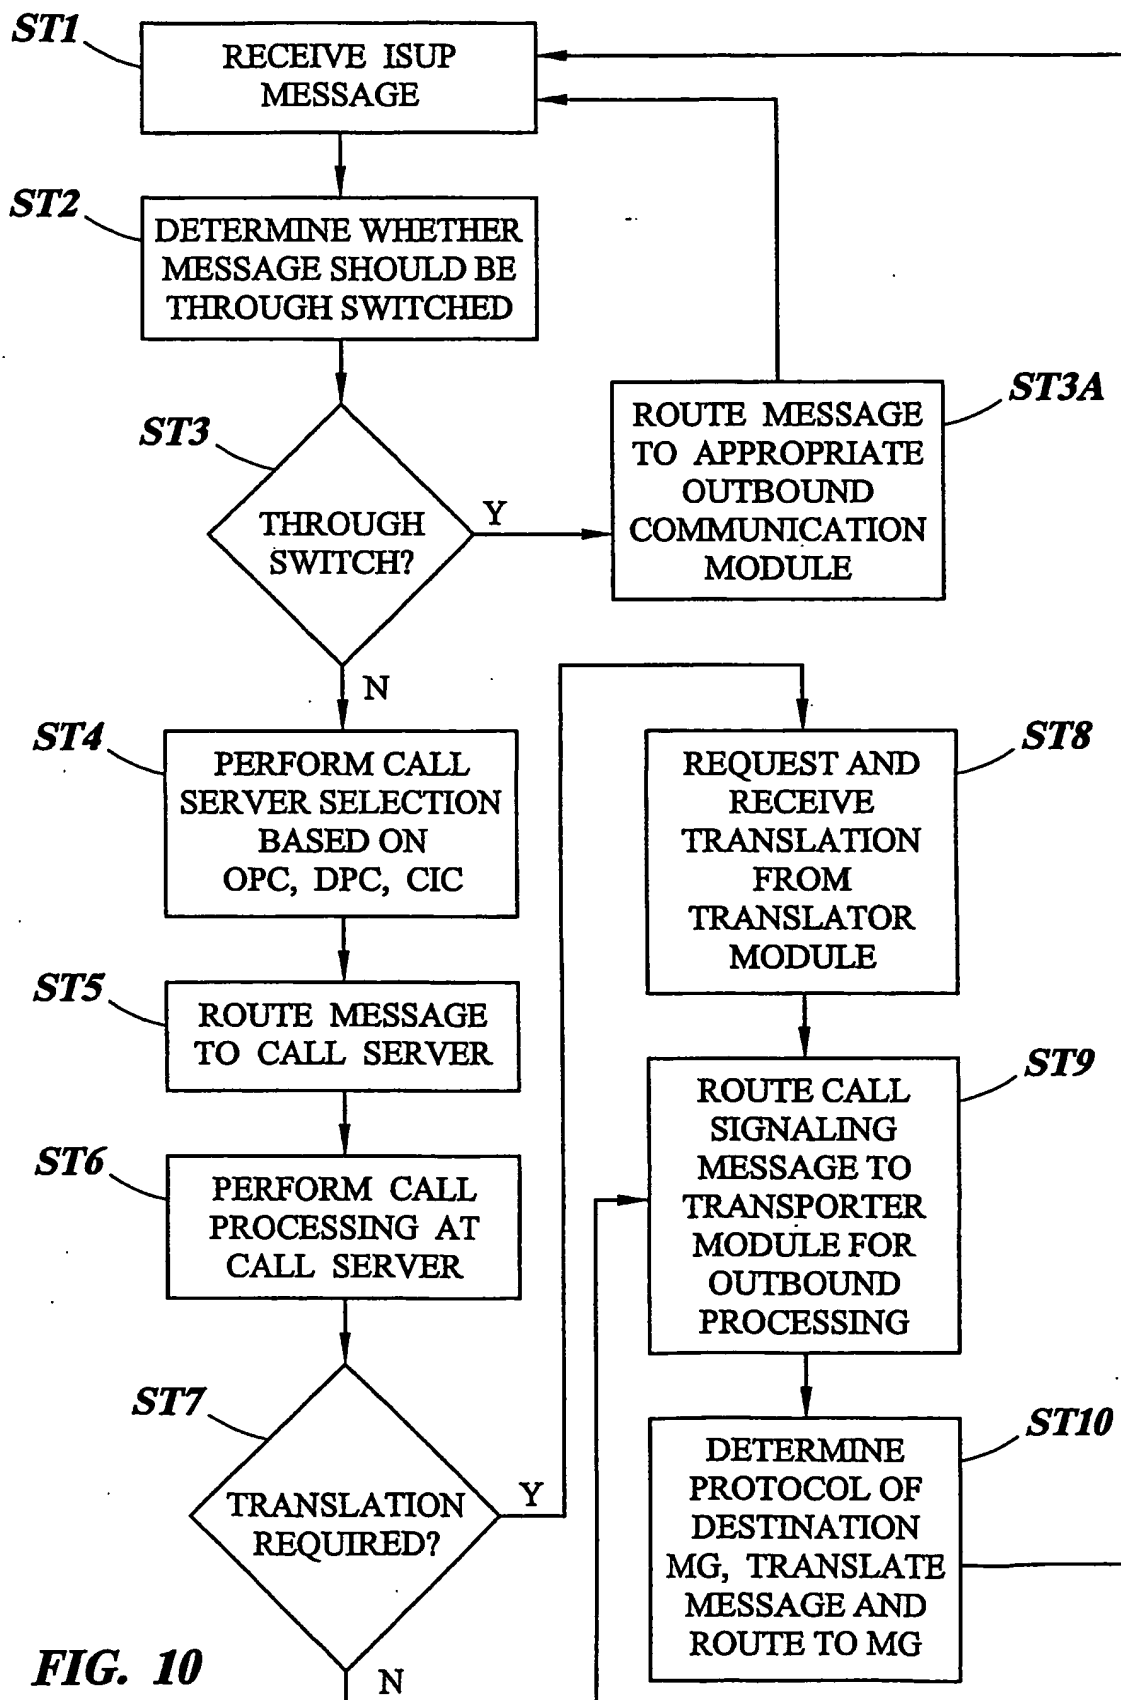 ST1
RECEIVE ISUP
MESSAGE
ST2
DETERMINE WHETHER
MESSAGE SHOULD BE
THROUGH SWITCHED
ST3
THROUGH
SWITCH?
Y
N
ST3A
ROUTE MESSAGE
TO APPROPRIATE
OUTBOUND
COMMUNICATION
MODULE
ST4
PERFORM CALL
SERVER SELECTION
BASED ON
OPC, DPC, CIC
ST5
ROUTE MESSAGE
TO CALL SERVER
ST6
PERFORM CALL
PROCESSING AT
CALL SERVER
ST7
TRANSLATION
REQUIRED?
Y
N
ST8
REQUEST AND
RECEIVE
TRANSLATION
FROM
TRANSLATOR
MODULE
ST9
ROUTE CALL
SIGNALING
MESSAGE TO
TRANSPORTER
MODULE FOR
OUTBOUND
PROCESSING
ST10
DETERMINE
PROTOCOL OF
DESTINATION
MG, TRANSLATE
MESSAGE AND
ROUTE TO MG
FIG. 10